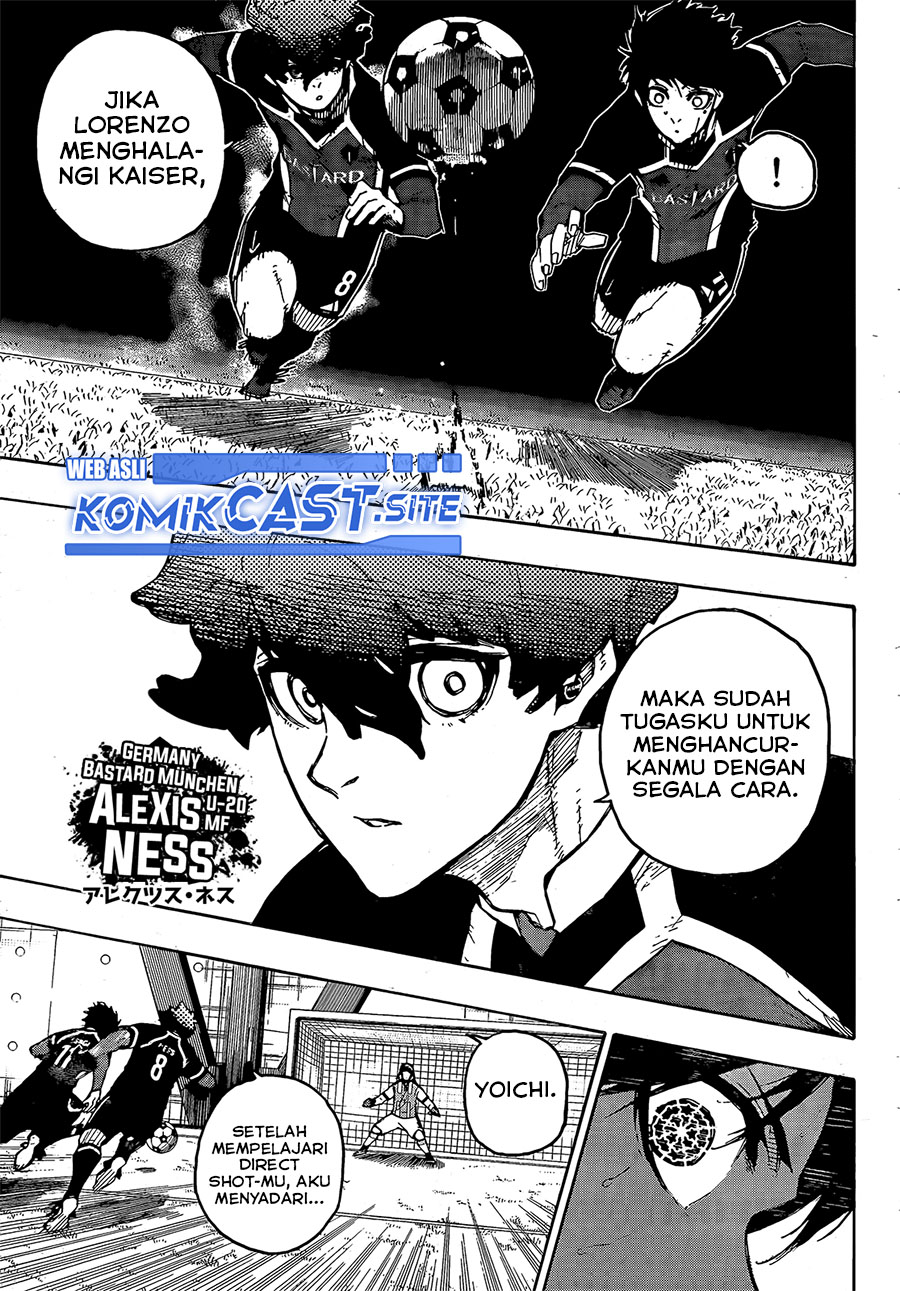 JIKA
LORENZO
MENGHALA-
NGI KAISER,
!
BASTARD
BASTARD
8
11
WEB ASLI
KOMIKCAST.SITE
MAKA SUDAH
TUGASKU UNTUK
MENGHANCUR-
KANMU DENGAN
SEGALA CARA.
GERMANY
BASTARD MÜNCHEN
ALEXIS U-20
MF
NESS
アレクシス・ネス
YOICHI.
SETELAH
MEMPELAJARI
DIRECT
SHOT-MU, AKU
MENYADARI...
8